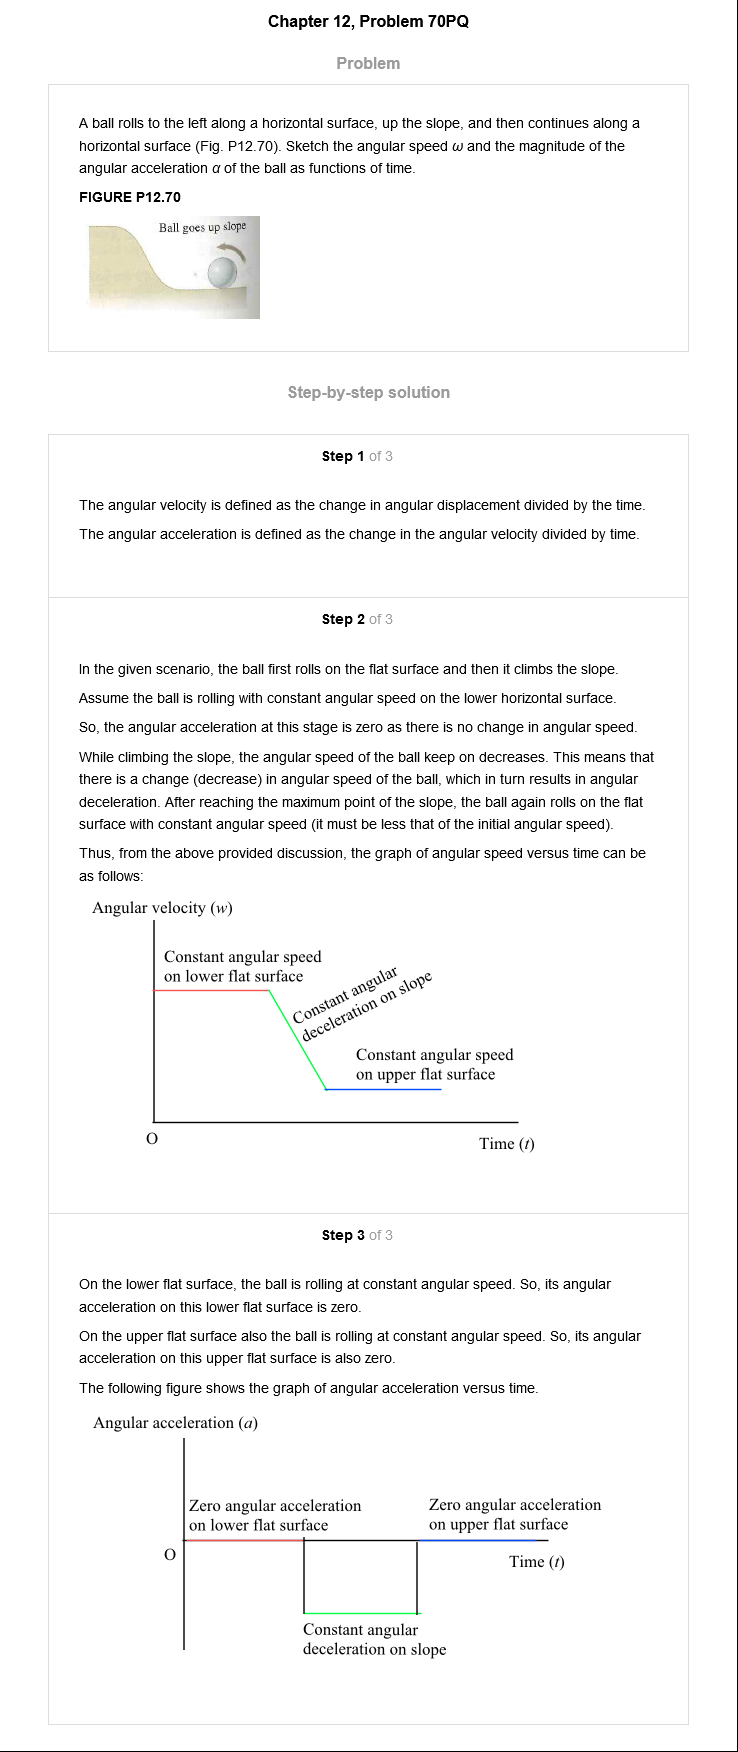 Chapter 12, Problem 70PQ
Problem
A ball rolls to the left along a horizontal surface, up the slope, and then continues along a
horizontal surface (Fig. P12.70). Sketch the angular speed ω and the magnitude of the
angular acceleration α of the ball as functions of time.
FIGURE P12.70
Ball goes up slope
Step-by-step solution
Step 1 of 3
The angular velocity is defined as the change in angular displacement divided by the time.
The angular acceleration is defined as the change in the angular velocity divided by time.
Step 2 of 3
In the given scenario, the ball first rolls on the flat surface and then it climbs the slope.
Assume the ball is rolling with constant angular speed on the lower horizontal surface.
So, the angular acceleration at this stage is zero as there is no change in angular speed.
While climbing the slope, the angular speed of the ball keep on decreases. This means that
there is a change (decrease) in angular speed of the ball, which in turn results in angular
deceleration. After reaching the maximum point of the slope, the ball again rolls on the flat
surface with constant angular speed (it must be less that of the initial angular speed).
Thus, from the above provided discussion, the graph of angular speed versus time can be
as follows:
Angular velocity (w)
Constant angular speed
on lower flat surface
Constant angular
deceleration on slope
Constant angular speed
on upper flat surface
O
Time (t)
Step 3 of 3
On the lower flat surface, the ball is rolling at constant angular speed. So, its angular
acceleration on this lower flat surface is zero.
On the upper flat surface also the ball is rolling at constant angular speed. So, its angular
acceleration on this upper flat surface is also zero.
The following figure shows the graph of angular acceleration versus time.
Angular acceleration (a)
Zero angular acceleration
on lower flat surface
Zero angular acceleration
on upper flat surface
O
Time (t)
Constant angular
deceleration on slope